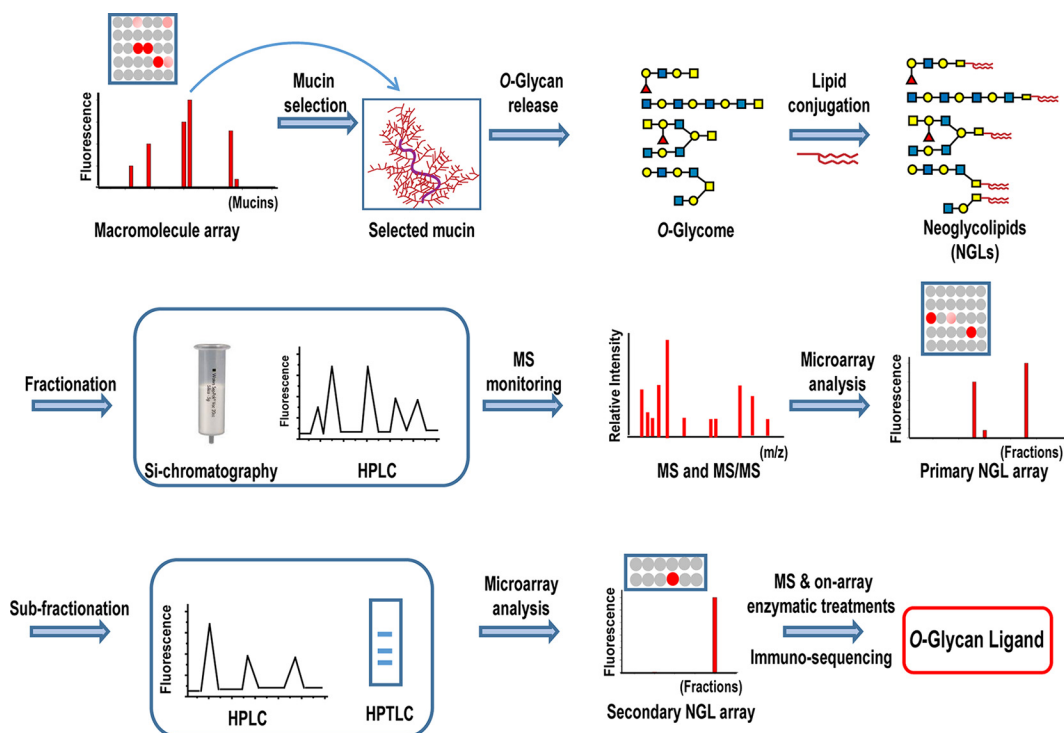 Fluorescence
(Mucins)
Macromolecule array
Mucin
selection
Selected mucin
O-Glycan
release
O-Glycome
Lipid
conjugation
Neoglycolipids
(NGLs)
Fractionation
Si-chromatography
Fluorescence
HPLC
MS
monitoring
Relative Intensity
(m/z)
MS and MS/MS
Microarray
analysis
Fluorescence
(Fractions)
Primary NGL array
Sub-fractionation
Fluorescence
HPLC
HPTLC
Microarray
analysis
Fluorescence
(Fractions)
Secondary NGL array
MS & on-array
enzymatic treatments
Immuno-sequencing
O-Glycan Ligand